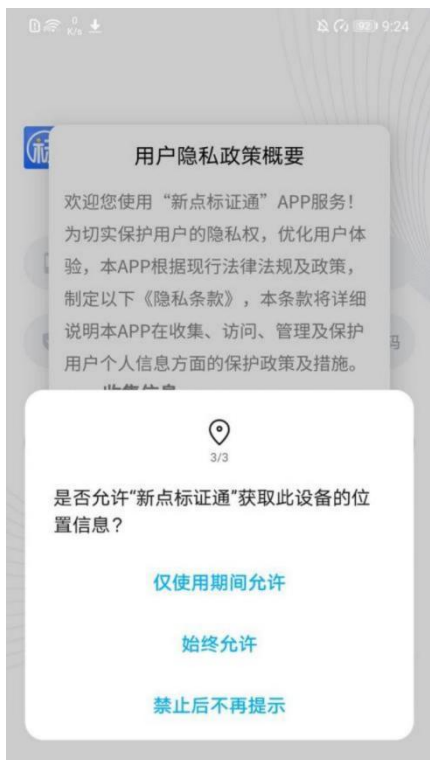 0
K/s
92
9:24
标
用户隐私政策概要
欢迎您使用“新点标证通”APP服务！
为切实保护用户的隐私权，优化用户体
验，本APP根据现行法律法规及政策，
制定以下《隐私条款》，本条款将详细
说明本APP在收集、访问、管理及保护
码
用户个人信息方面的保护政策及措施。
3/3
是否允许“新点标证通”获取此设备的位
置信息？
仅使用期间允许
始终允许
禁止后不再提示